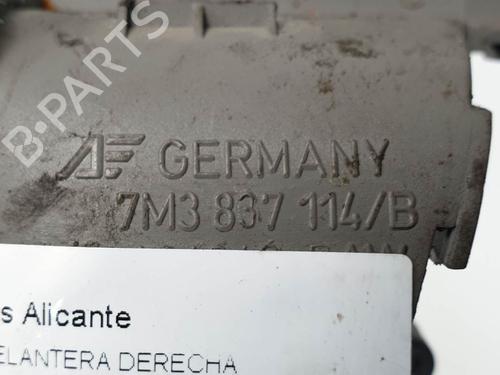 B-PARTS
GERMANY
7M3 837 114/B
s Alicante
ELANTERA DERECHA